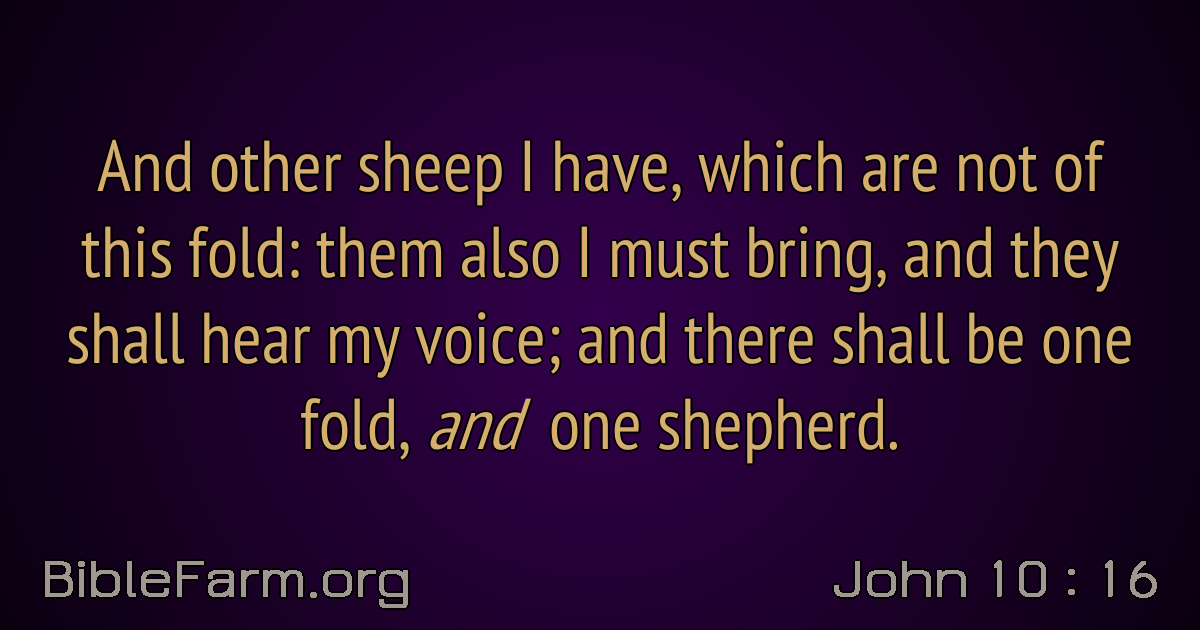 And other sheep I have, which are not of
this fold: them also I must bring, and they
shall hear my voice; and there shall be one
fold, and one shepherd.
BibleFarm.org
John 10 : 16